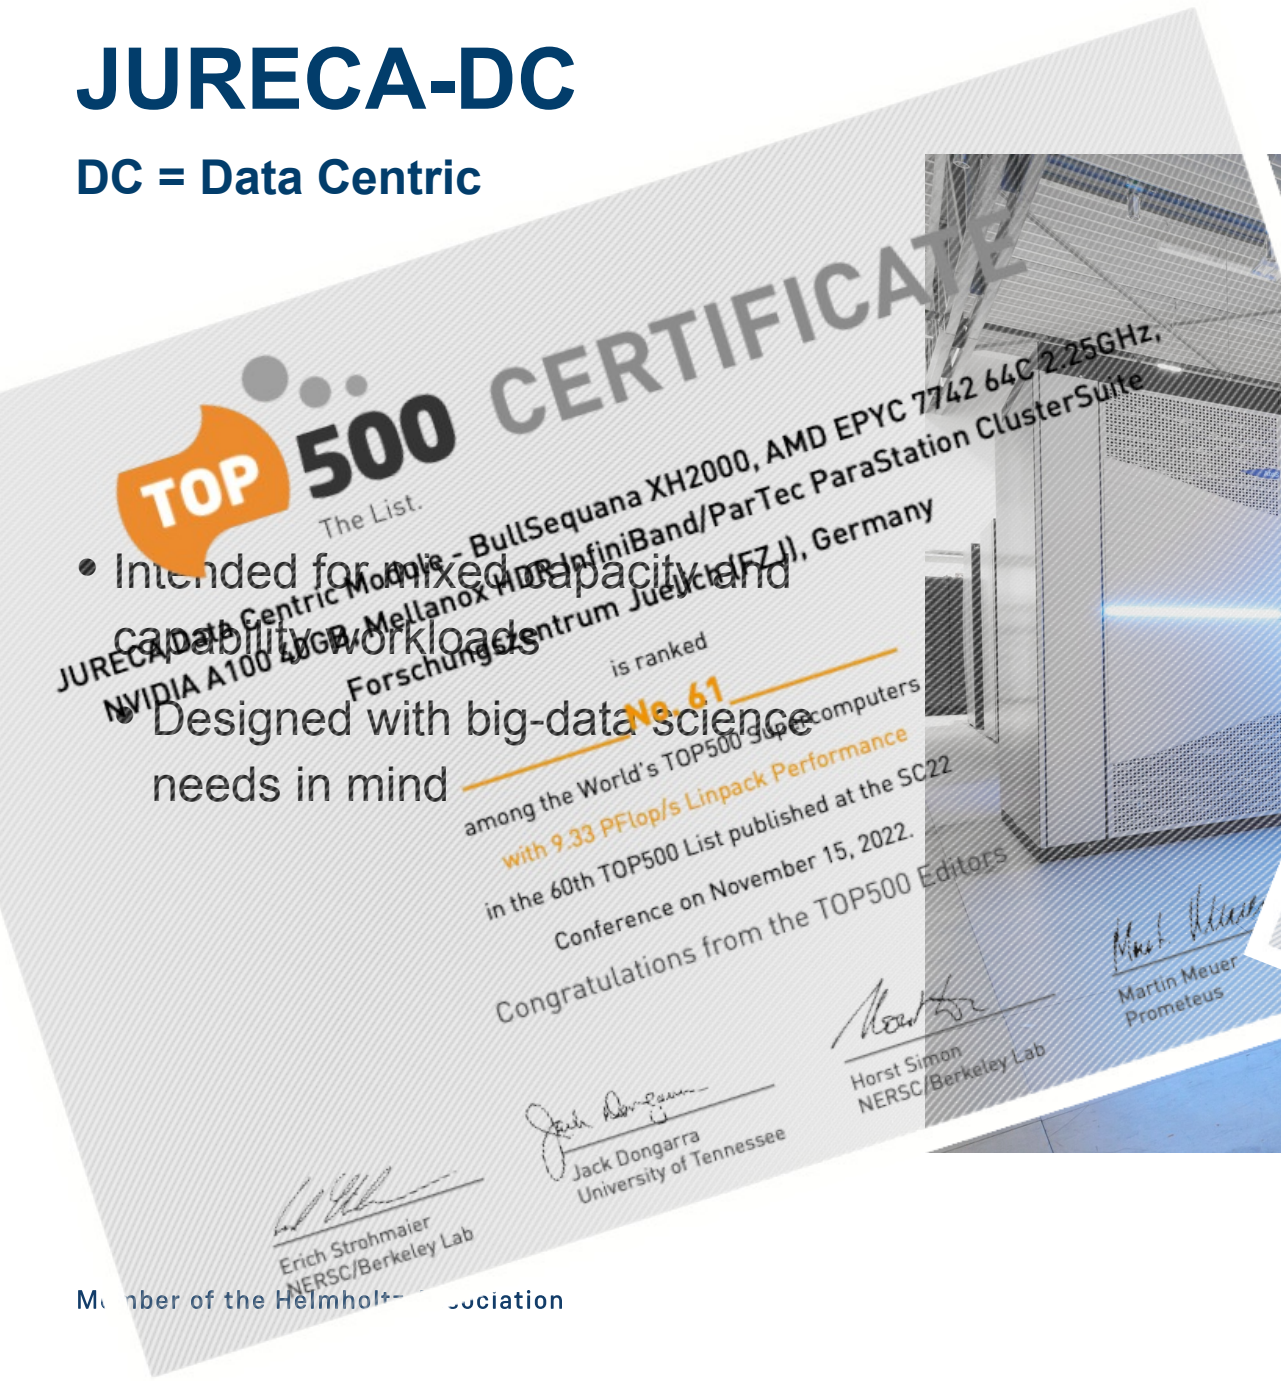 JURECA-DC
DC = Data Centric
CERTIFICATE
TOP
500
The List.
JURECA Data Centric Module - BullSequana XH2000, AMD EPYC 7742 64C 2.25GHz,
NVIDIA A100 40GB, Mellanox HDR InfiniBand/ParTec ParaStation ClusterSuite
Forschungszentrum Juelich (FZJ), Germany
is ranked
No. 61
among the World's TOP500 Supercomputers
with 9.33 PFlop/s Linpack Performance
in the 60th TOP500 List published at the SC22
Conference on November 15, 2022.
Congratulations from the TOP500 Editors
• Intended for mixed capacity and
capability workloads
• Designed with big-data science
needs in mind
Erich Strohmaier
NERSC/Berkeley Lab
Jack Dongarra
University of Tennessee
Horst Simon
NERSC/Berkeley Lab
Martin Meuer
Prometeus
Member of the Helmholtz Association